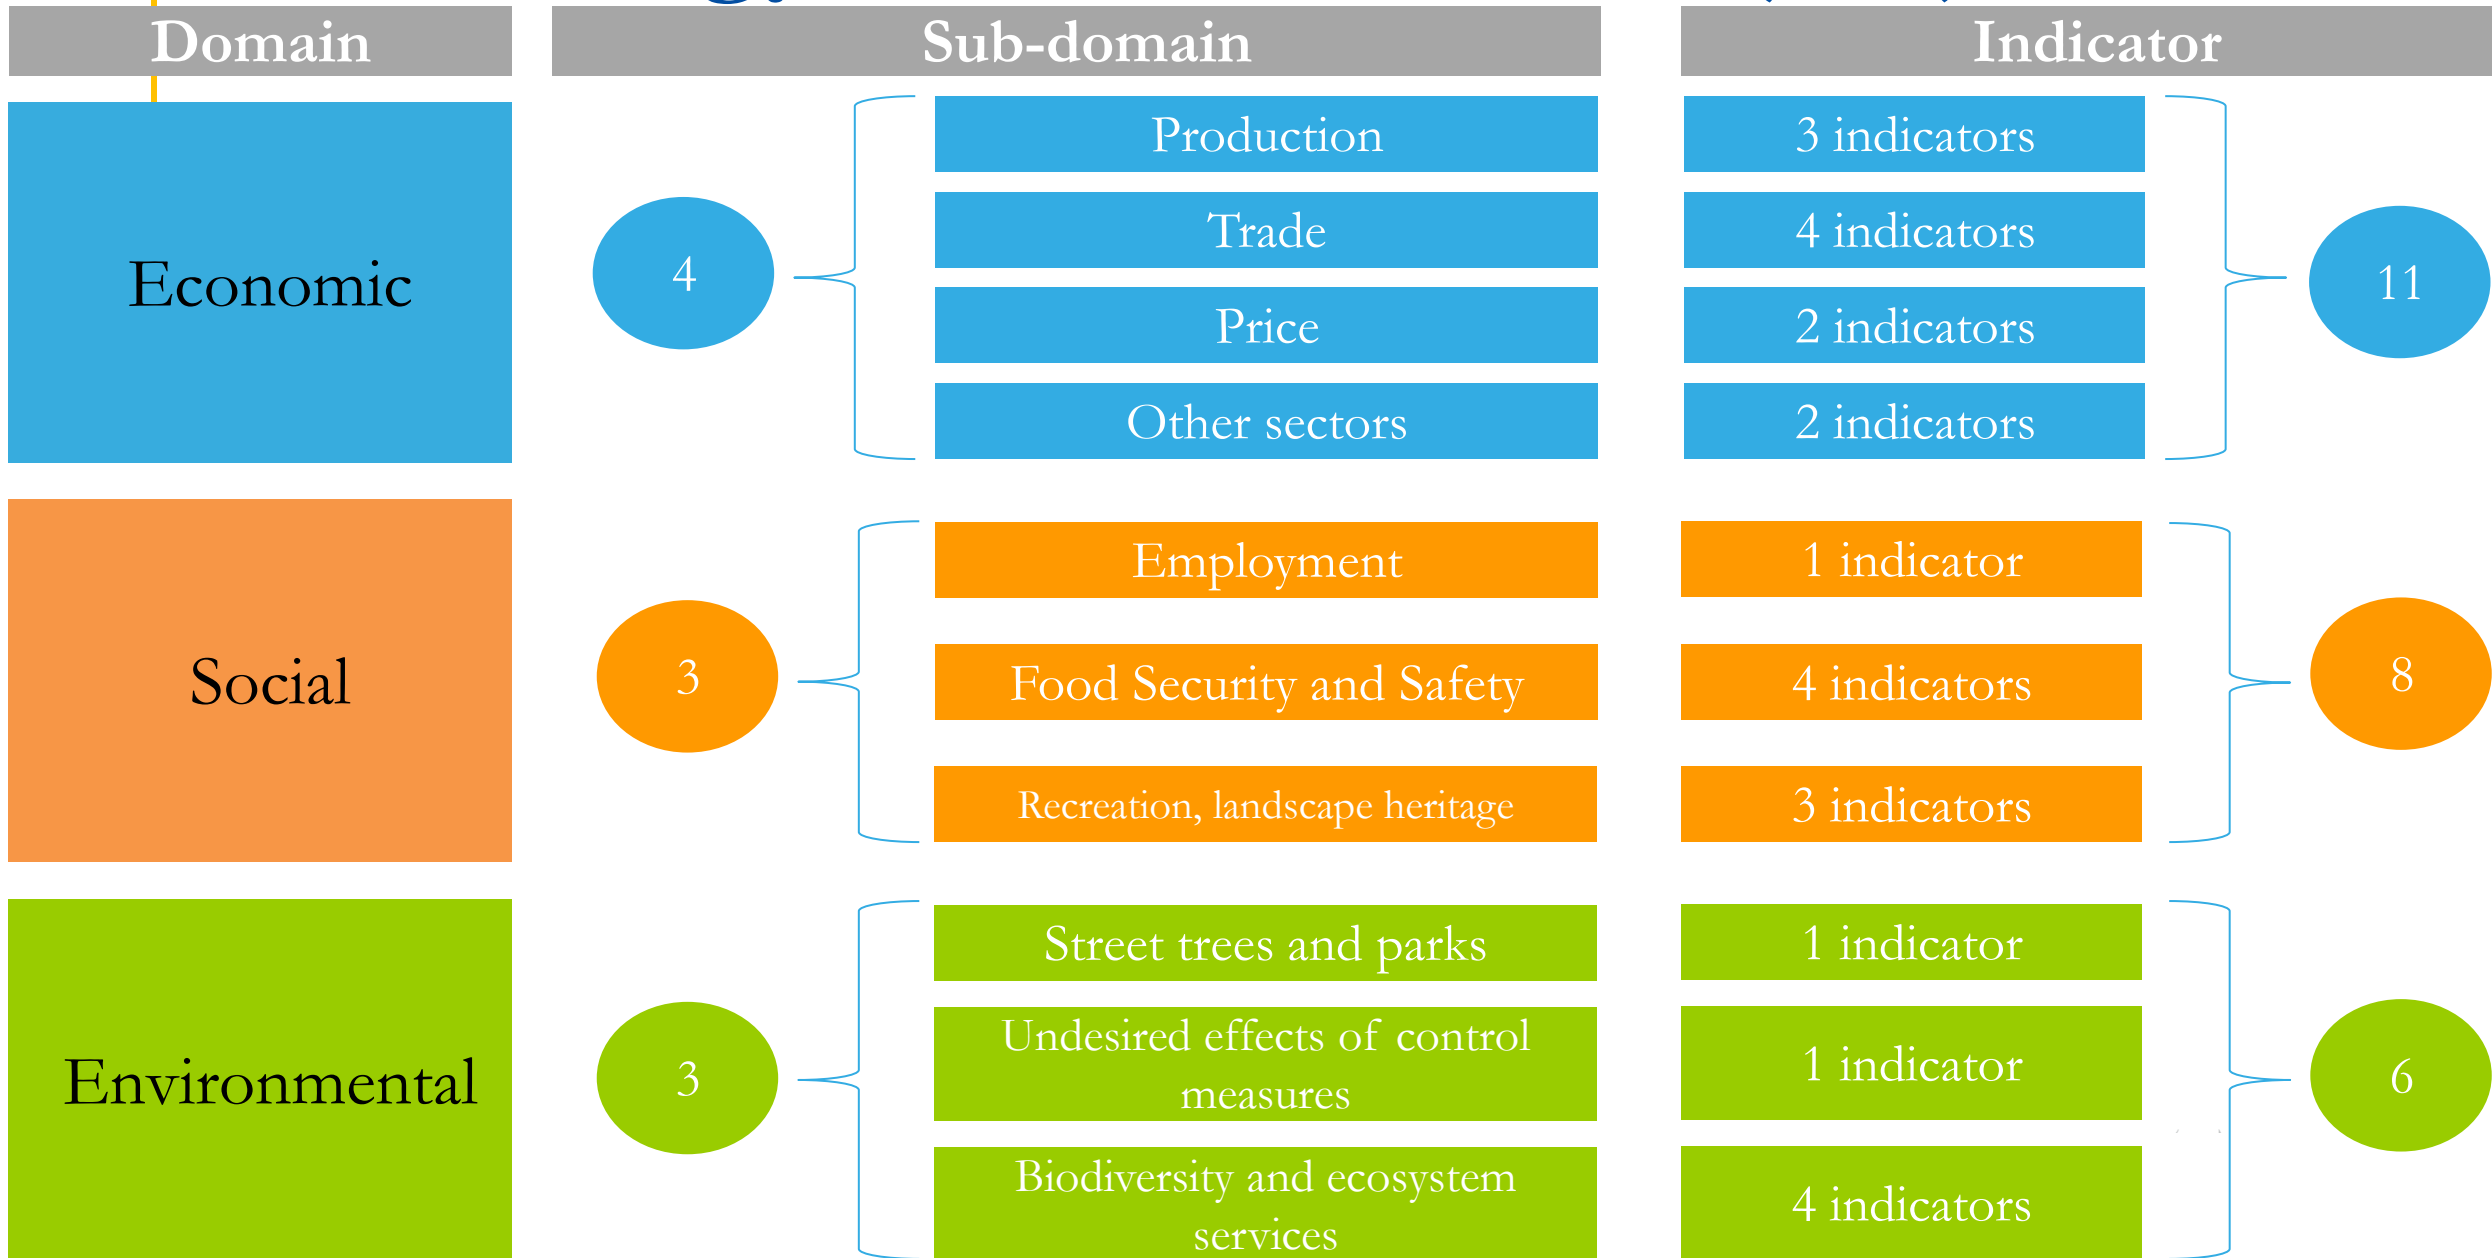 Domain
Sub-domain
Indicator
Economic
4
Production
3 indicators
Trade
4 indicators
Price
2 indicators
Other sectors
2 indicators
11
Social
3
Employment
1 indicator
Food Security and Safety
4 indicators
Recreation, landscape heritage
3 indicators
8
Environmental
3
Street trees and parks
1 indicator
Undesired effects of control
measures
1 indicator
Biodiversity and ecosystem
services
4 indicators
6